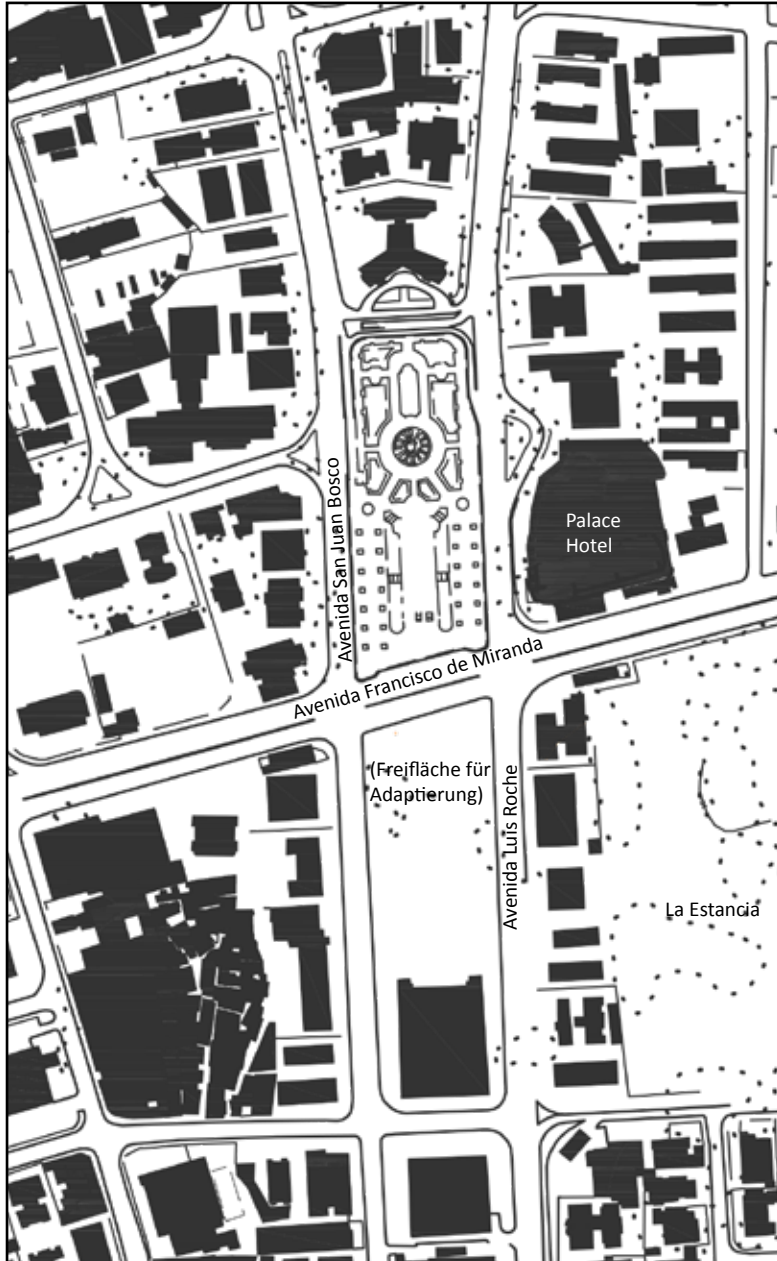 Palace
Hotel
Avenida San Juan Bosco
Avenida Francisco de Miranda
(Freifläche für
Adaptierung)
Avenida Luis Roche
La Estancia